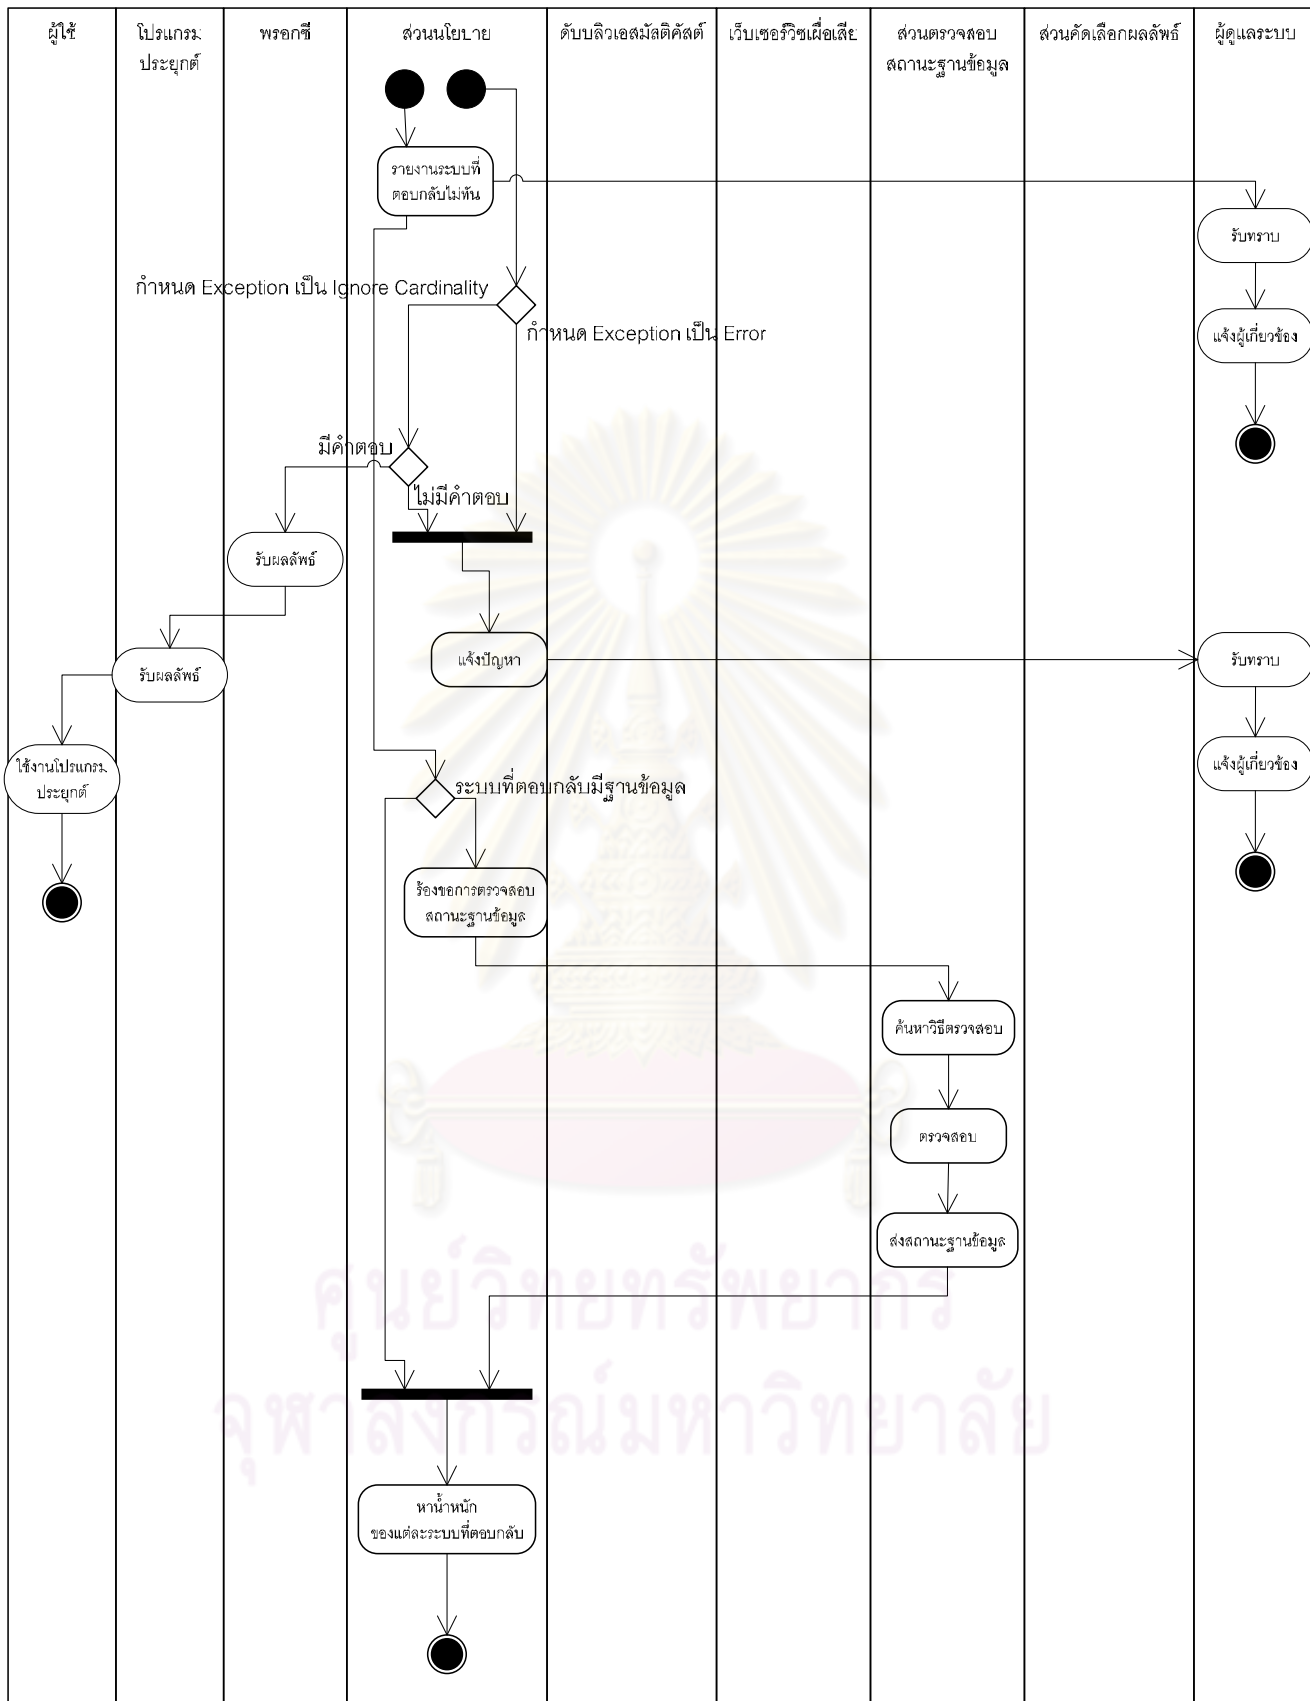 ผู้ใช้
โปรแกรม
ประยุกต์
พรอกซี
ส่วนนโยบาย
ดับบลิวเอสมัลติคัสต์
เว็บเซอร์วิซเผื่อเสีย
ส่วนตรวจสอบ
สถานะฐานข้อมูล
ส่วนคัดเลือกผลลัพธ์
ผู้ดูแลระบบ
รายงานระบบที่
ตอบกลับไม่ทัน
รับทราบ
กำหนด Exception เป็น Ignore Cardinality
กำหนด Exception เป็น Error
แจ้งผู้เกี่ยวข้อง
มีคำตอบ
ไม่มีคำตอบ
รับผลลัพธ์
แจ้งปัญหา
รับทราบ
รับผลลัพธ์
ใช้งานโปรแกรม
ประยุกต์
แจ้งผู้เกี่ยวข้อง
ระบบที่ตอบกลับมีฐานข้อมูล
ร้องขอการตรวจสอบ
สถานะฐานข้อมูล
ค้นหาวิธีตรวจสอบ
ตรวจสอบ
ส่งสถานะฐานข้อมูล
ศูนย์วิทยทรัพยากร
จุฬาลงกรณ์มหาวิทยาลัย
หาน้ำหนัก
ของแต่ละระบบที่ตอบกลับ